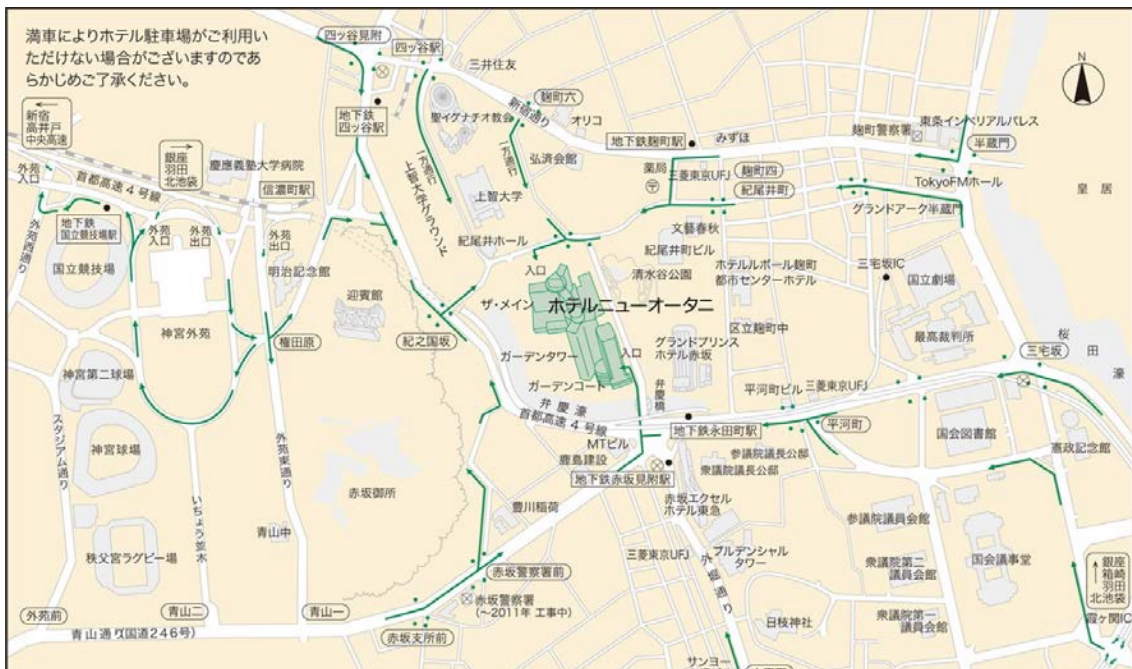 満車によりホテル駐車場がご利用い
ただけない場合がございますのであ
らかじめご了承ください。
四ッ谷見附
四ッ谷駅
三井住友
N
新宿
高井戸
中央高速
銀座
羽田
北池袋
地下鉄
四ッ谷駅
聖イグナチオ教会
新宿通り
麹町六
オリコ
地下鉄麹町駅
みずほ
麹町警察署
東条インペリアルパレス
半蔵門
慶應義塾大学病院
外苑
入口
首都高速4号線
信濃町駅
一方通行
上智大学グラウンド
一方通行
弘済会館
薬局
三菱東京UFJ
麹町四
紀尾井町
TokyoFMホール
皇居
地下鉄
国立競技場駅
外苑
入口
外苑
出口
外苑
出口
上智大学
グランドアーク半蔵門
外苑西通り
国立競技場
明治記念館
紀尾井ホール
文藝春秋
紀尾井町ビル
入口
清水谷公園
ホテルルポール麹町
都市センターホテル
三宅坂IC
国立劇場
迎賓館
ザ・メイン
ホテルニューオータニ
神宮外苑
権田原
紀之国坂
区立麹町中
最高裁判所
桜田濠
三宅坂
ガーデンタワー
入口
グランドプリンス
ホテル赤坂
神宮第二球場
ガーデンコート
弁慶橋
平河町ビル
三菱東京UFJ
弁慶濠
首都高速4号線
地下鉄永田町駅
平河町
国会図書館
憲政記念館
スタジアム通り
神宮球場
外苑東通り
MTビル
鹿島建設
参議院議長公邸
衆議院議長公邸
地下鉄赤坂見附駅
いちょう並木
赤坂御所
豊川稲荷
赤坂エクセル
ホテル東急
参議院議員会館
青山中
秩父宮ラグビー場
三菱東京UFJ
外堀通り
プルデンシャル
タワー
衆議院第二
議員会館
国会議事堂
銀座
箱崎
羽田
北池袋
赤坂警察署前
赤坂警察署
(〜2011年 工事中)
外苑前
青山二
青山一
日枝神社
衆議院第一
議員会館
霞ヶ関IC
青山通り(国道246号)
赤坂支所前
サンヨー